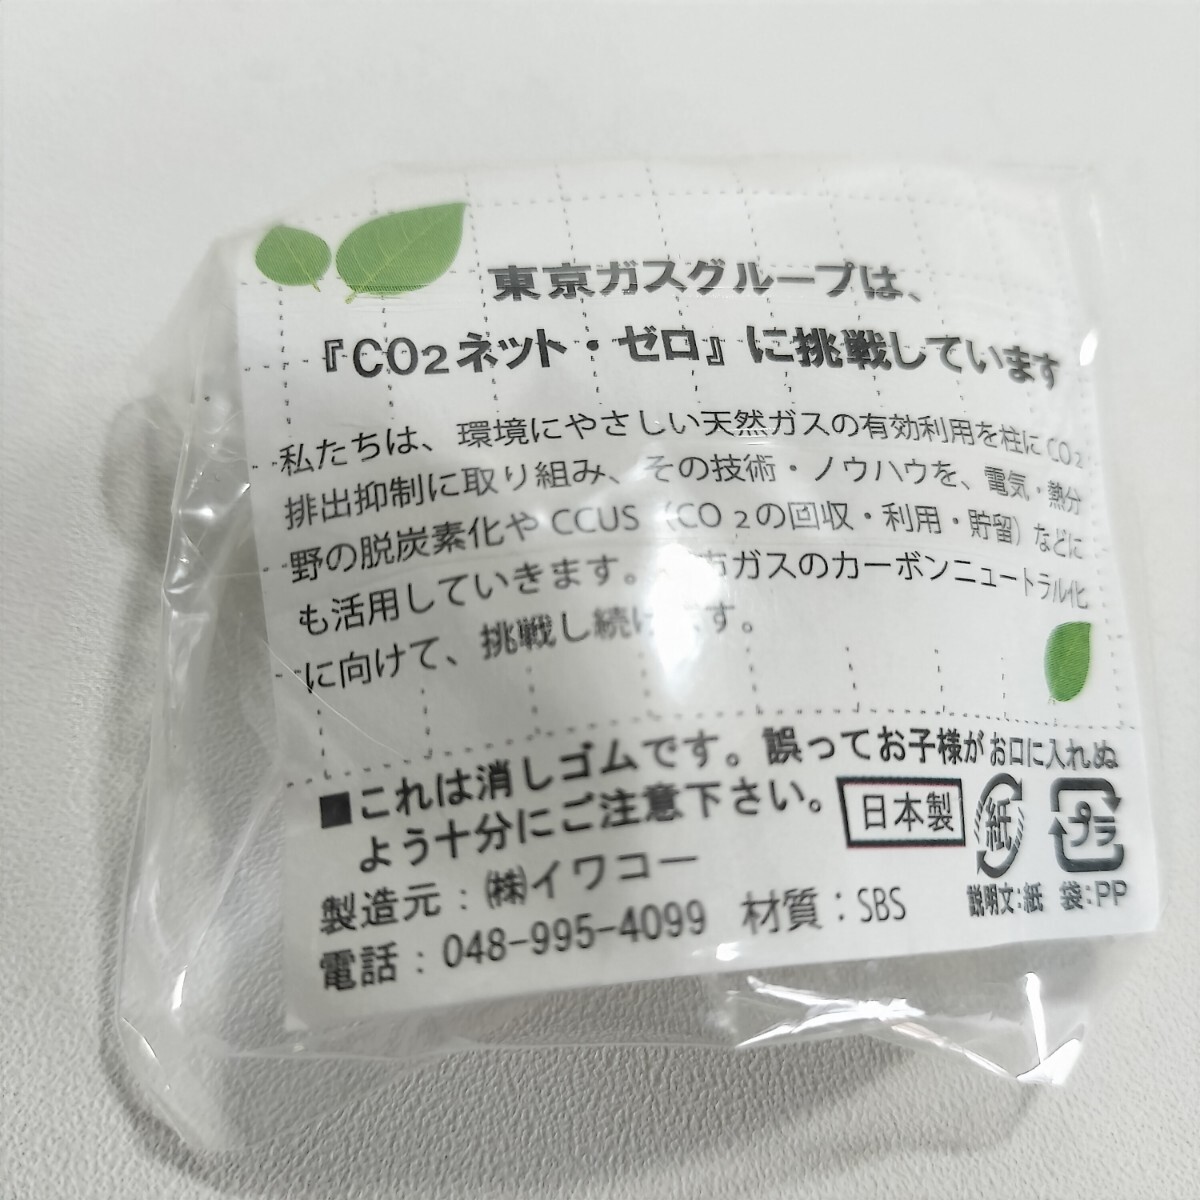 東京ガスグループは、
『CO2ネット・ゼロ』に挑戦しています
私たちは、環境にやさしい天然ガスの有効利用を柱にCO2
排出抑制に取り組み、その技術・ノウハウを、電気・熱分
野の脱炭素化やCCUS（CO2の回収・利用・貯留）などに
も活用していきます。 ガスのカーボンニュートラル化
に向けて、挑戦し続けます。
■これは消しゴムです。誤ってお子様がお口に入れぬ
よう十分にご注意下さい。
日本製
紙
プラ
製造元：㈱イワコー
説明文：紙 袋：PP
電話：048-995-4099 材質：SBS